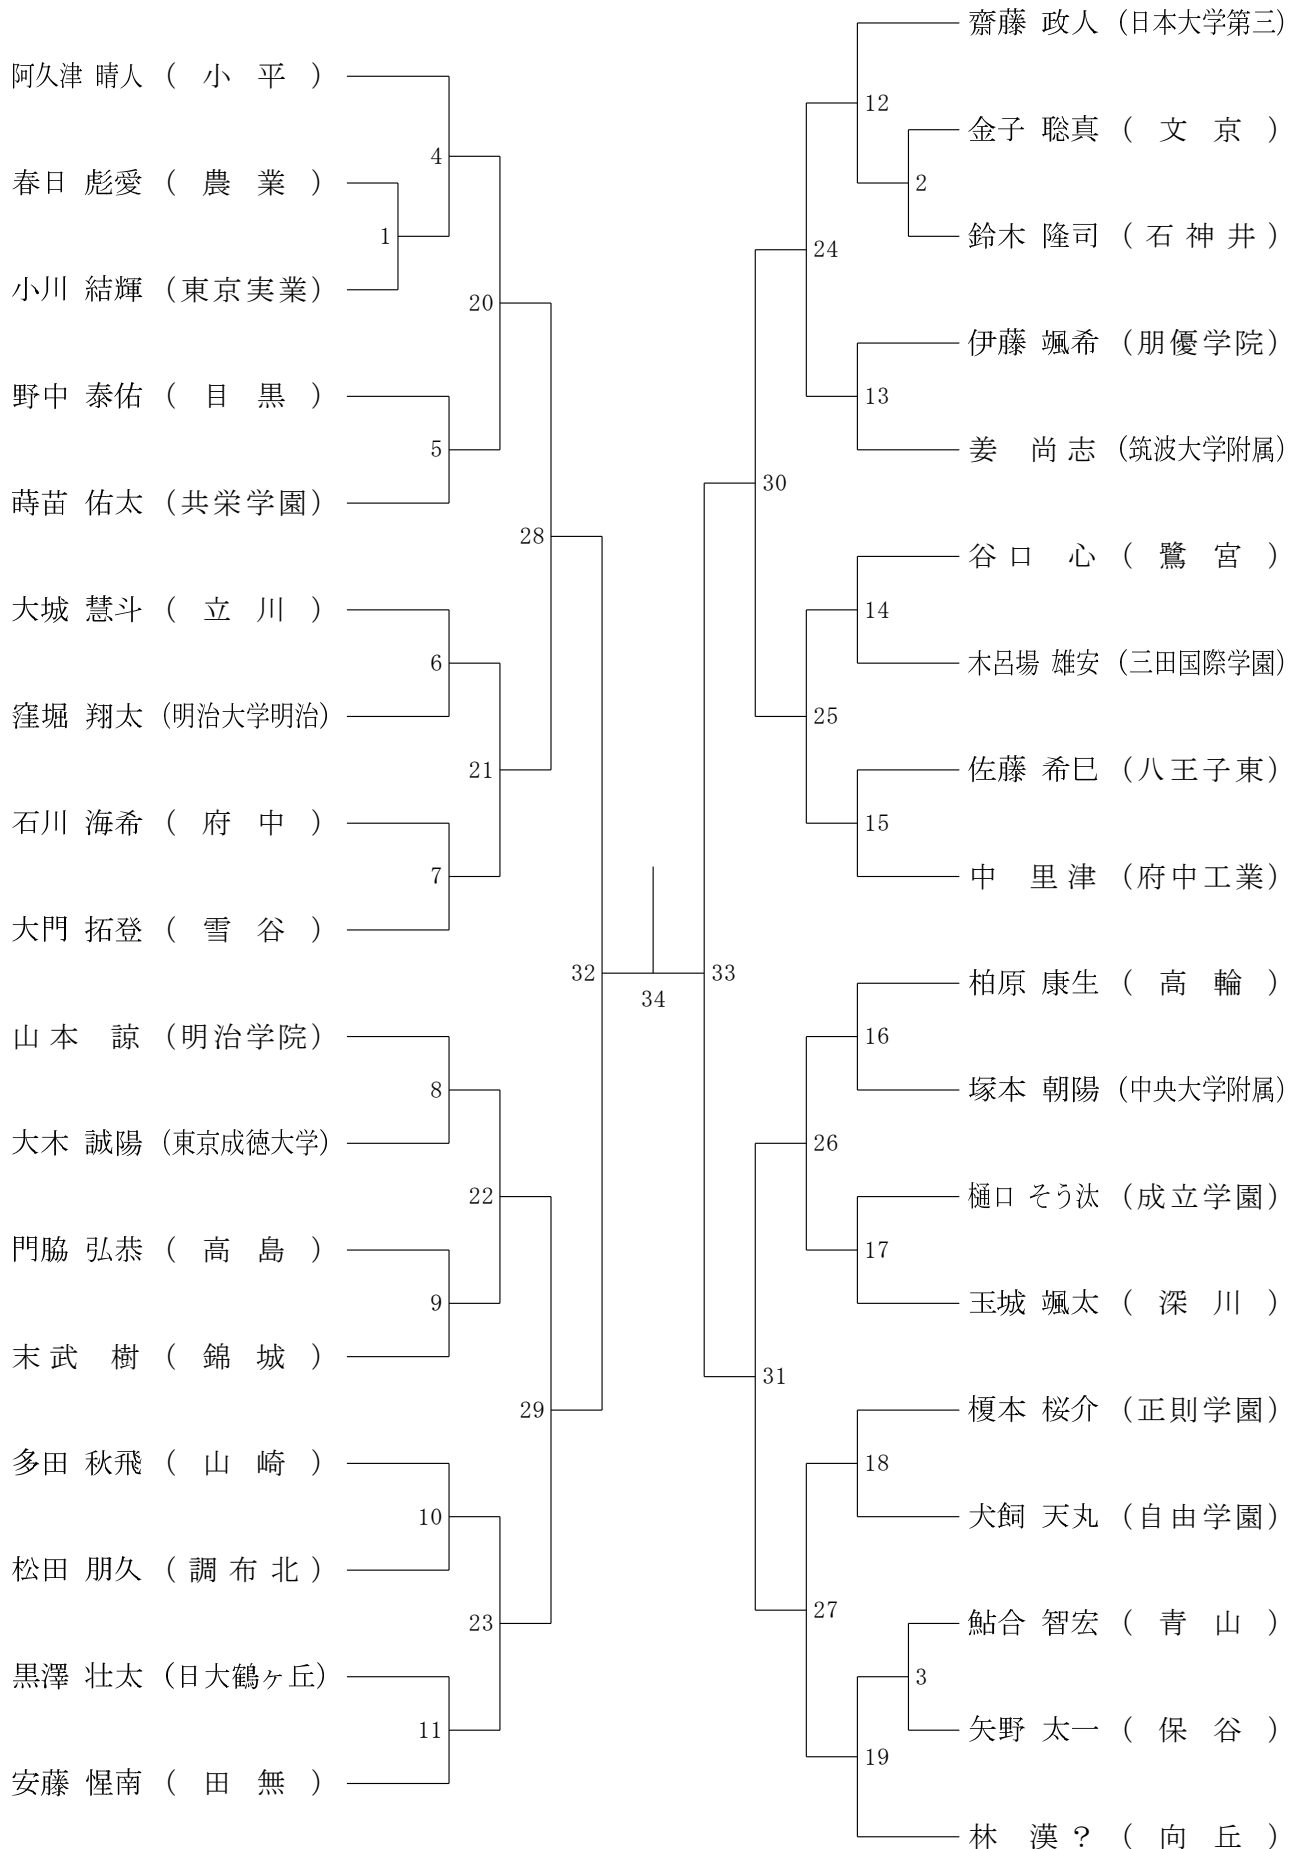 阿久津 晴人 （ 小 平 ）
春日 彪愛 （ 農 業 ）
小川 結輝 （東京実業）
野中 泰佑 （ 目 黒 ）
蒔苗 佑太 （共栄学園）
大城 慧斗 （ 立 川 ）
窪堀 翔太 （明治大学明治）
石川 海希 （ 府 中 ）
大門 拓登 （ 雪 谷 ）
山本 諒 （明治学院）
大木 誠陽 （東京成徳大学）
門脇 弘恭 （ 高 島 ）
末武 樹 （ 錦 城 ）
多田 秋飛 （ 山 崎 ）
松田 朋久 （ 調 布 北 ）
黒澤 壮太 （日大鶴ヶ丘）
安藤 惺南 （ 田 無 ）
1
4
5
6
7
8
9
10
11
20
21
22
23
28
29
32
34
33
30
31
24
25
26
27
12
2
13
14
15
16
17
18
3
19
齋藤 政人 （日本大学第三）
金子 聡真 （ 文 京 ）
鈴木 隆司 （ 石 神 井 ）
伊藤 颯希 （朋優学院）
姜 尚志 （筑波大学附属）
谷口 心 （ 鷺 宮 ）
木呂場 雄安 （三田国際学園）
佐藤 希巳 （八王子東）
中 里津 （府中工業）
柏原 康生 （ 高 輪 ）
塚本 朝陽 （中央大学附属）
樋口 そう汰 （成立学園）
玉城 颯太 （ 深 川 ）
榎本 桜介 （正則学園）
犬飼 天丸 （自由学園）
鮎合 智宏 （ 青 山 ）
矢野 太一 （ 保 谷 ）
林 漢？ （ 向 丘 ）